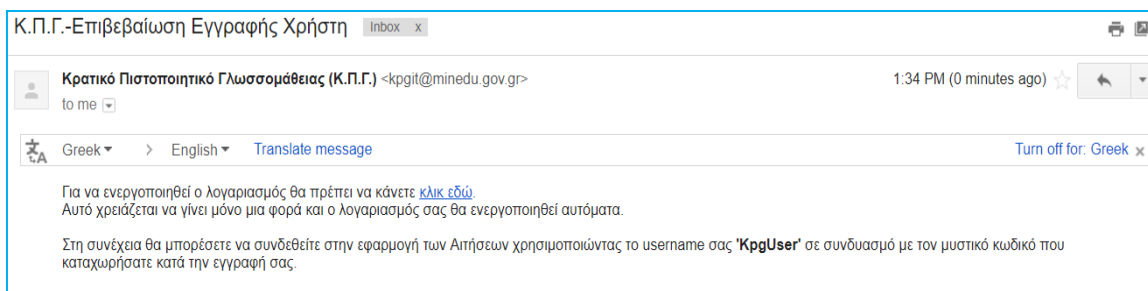 Κ.Π.Γ.-Επιβεβαίωση Εγγραφής Χρήστη Inbox x
Κρατικό Πιστοποιητικό Γλωσσομάθειας (Κ.Π.Γ.) <kpgit@minedu.gov.gr> 1:34 PM (0 minutes ago)
to me
Greek > English Translate message Turn off for: Greek x
Για να ενεργοποιηθεί ο λογαριασμός θα πρέπει να κάνετε κλικ εδώ.
Αυτό χρειάζεται να γίνει μόνο μια φορά και ο λογαριασμός σας θα ενεργοποιηθεί αυτόματα.
Στη συνέχεια θα μπορέσετε να συνδεθείτε στην εφαρμογή των Αιτήσεων χρησιμοποιώντας το username σας 'KpgUser' σε συνδυασμό με τον μυστικό κωδικό που
καταχωρήσατε κατά την εγγραφή σας.